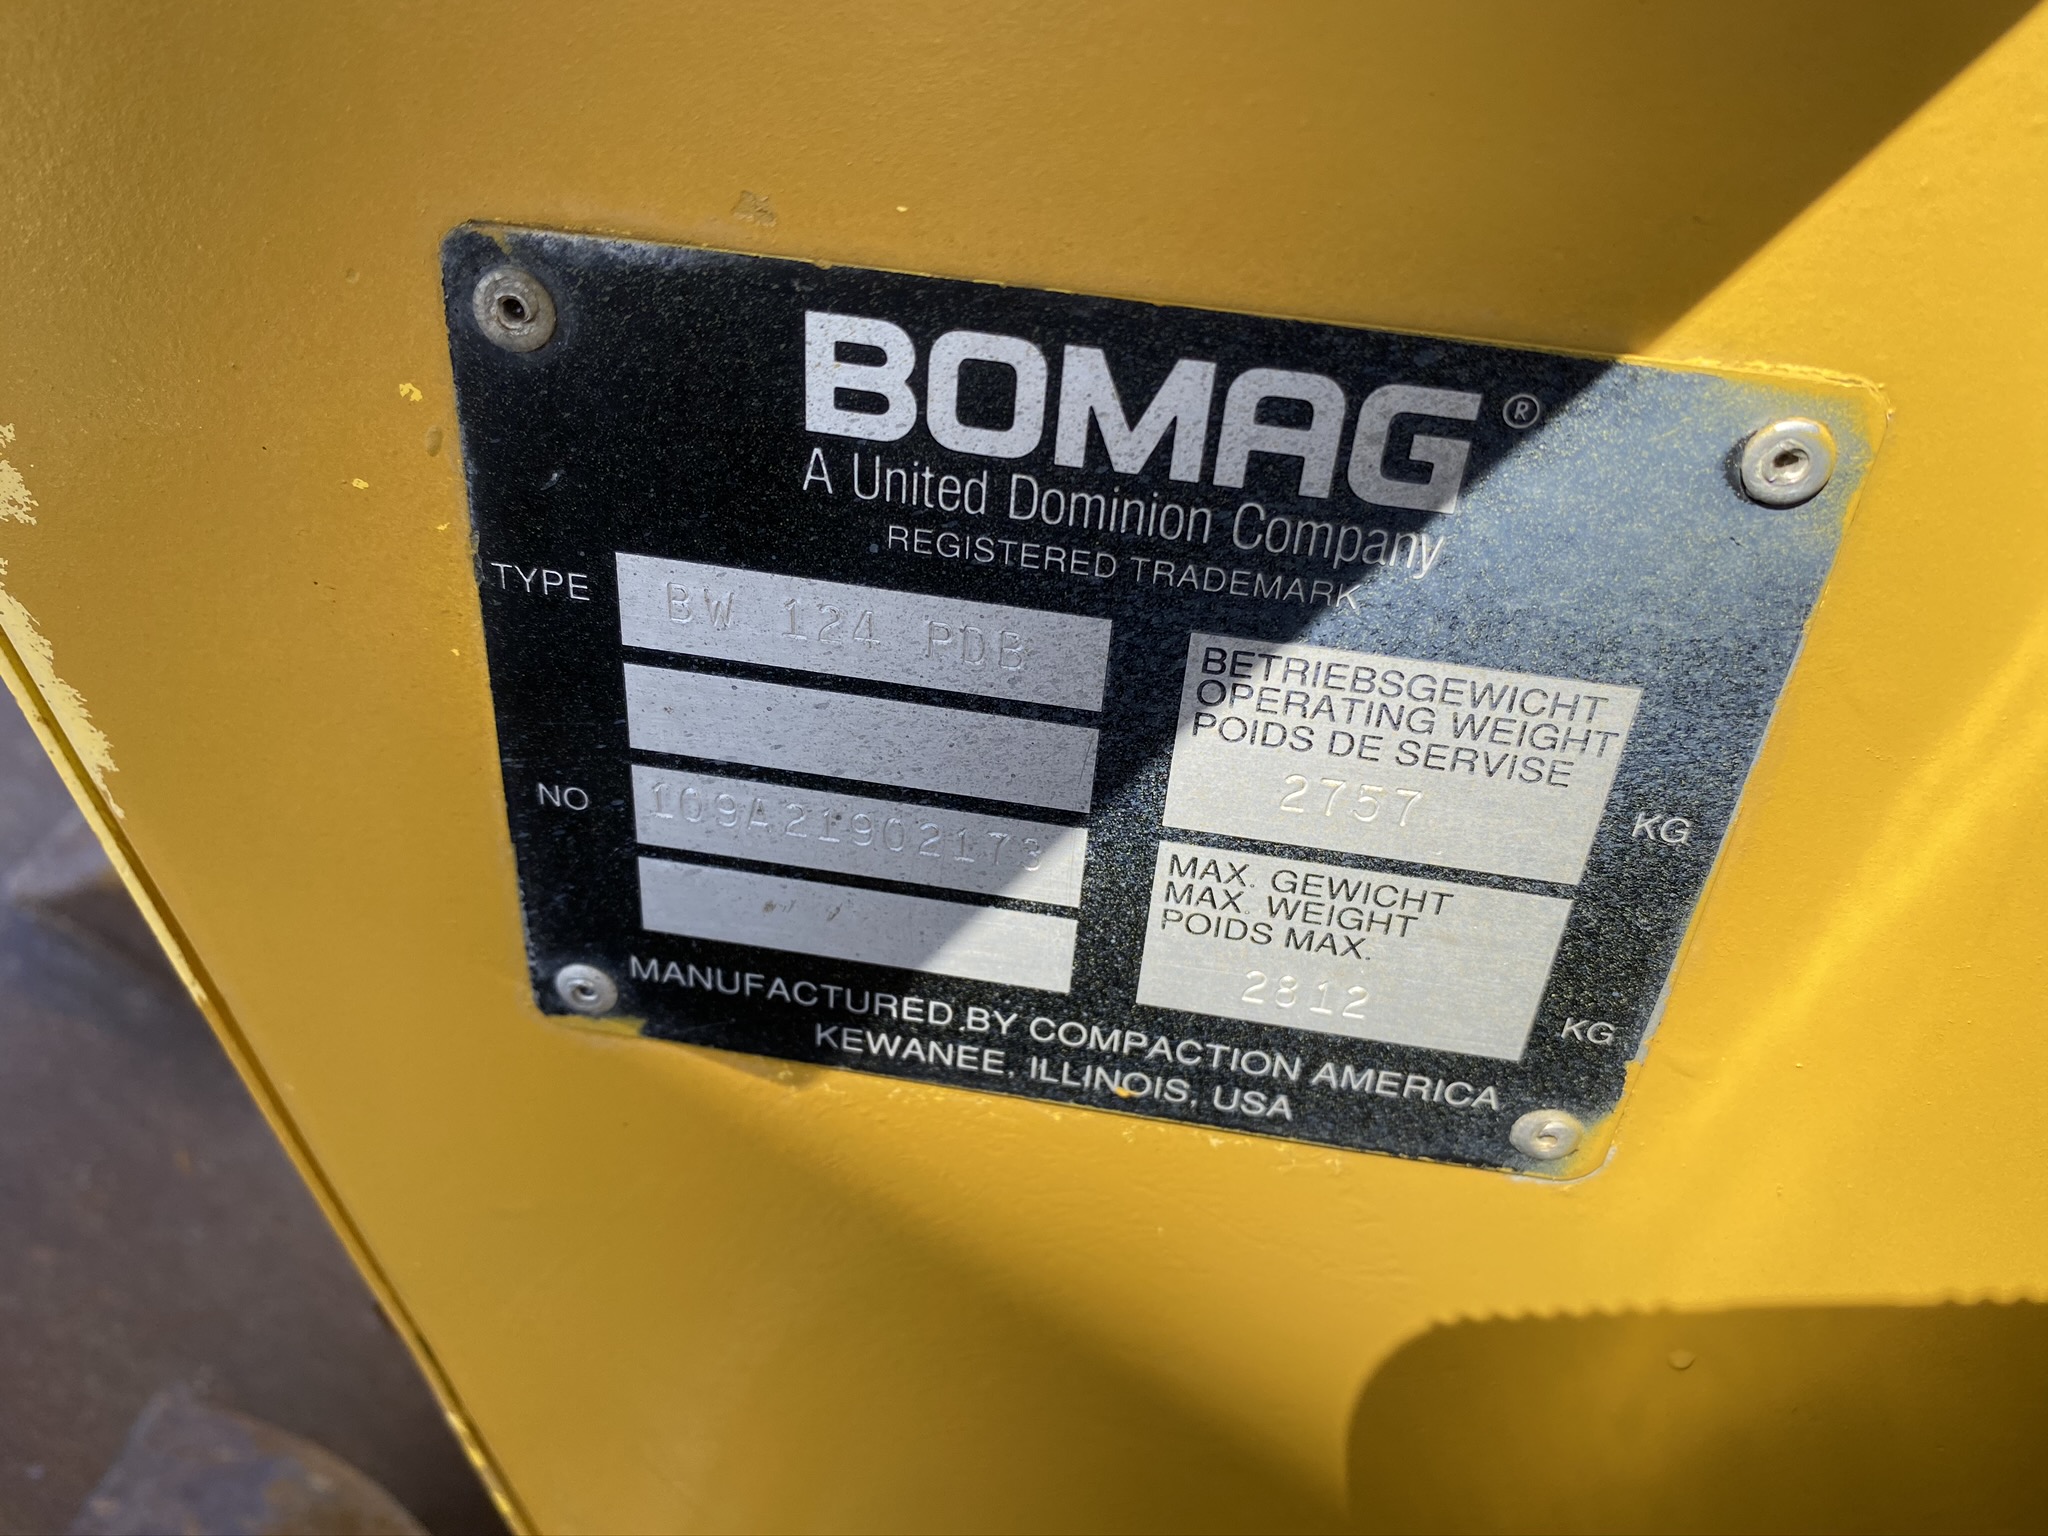 BOMAG ®
A United Dominion Company
REGISTERED TRADEMARK
TYPE BW 124 PDB
NO 109A21902173
BETRIEBSGEWICHT
OPERATING WEIGHT
POIDS DE SERVISE
2757 KG
MAX. GEWICHT
MAX. WEIGHT
POIDS MAX.
2812 KG
MANUFACTURED BY COMPACTION AMERICA
KEWANEE, ILLINOIS, USA